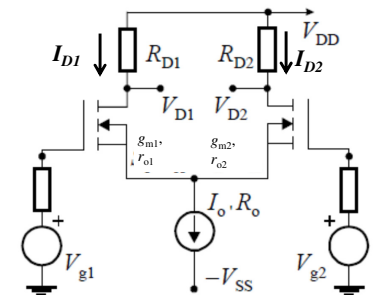 V_DD
I_D1 R_D1 R_D2 I_D2
V_D1 V_D2
g_m1, g_m2,
r_o1 r_o2
I_o, R_o
+ +
V_g1 V_g2
−V_SS